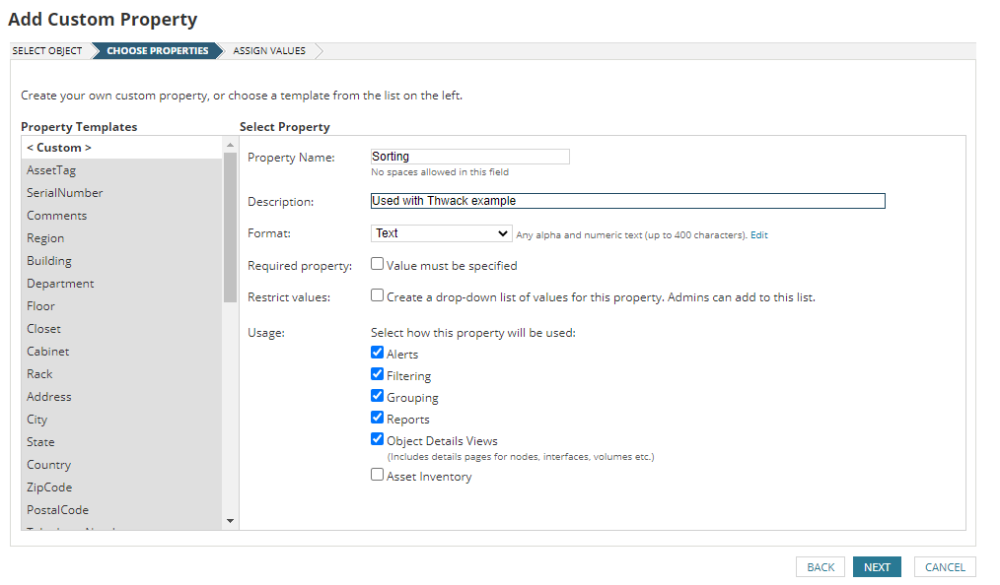 Add Custom Property
SELECT OBJECT CHOOSE PROPERTIES ASSIGN VALUES
Create your own custom property, or choose a template from the list on the left.
Property Templates
< Custom >
AssetTag
SerialNumber
Comments
Region
Building
Department
Floor
Closet
Cabinet
Rack
Address
City
State
Country
ZipCode
PostalCode
Select Property
Property Name: Sorting
No spaces allowed in this field
Description: Used with Thwack example
Format: Text Any alpha and numeric text (up to 400 characters). Edit
Required property: Value must be specified
Restrict values: Create a drop-down list of values for this property. Admins can add to this list.
Usage: Select how this property will be used:
Alerts
Filtering
Grouping
Reports
Object Details Views
(Includes details pages for nodes, interfaces, volumes etc.)
Asset Inventory
BACK NEXT CANCEL